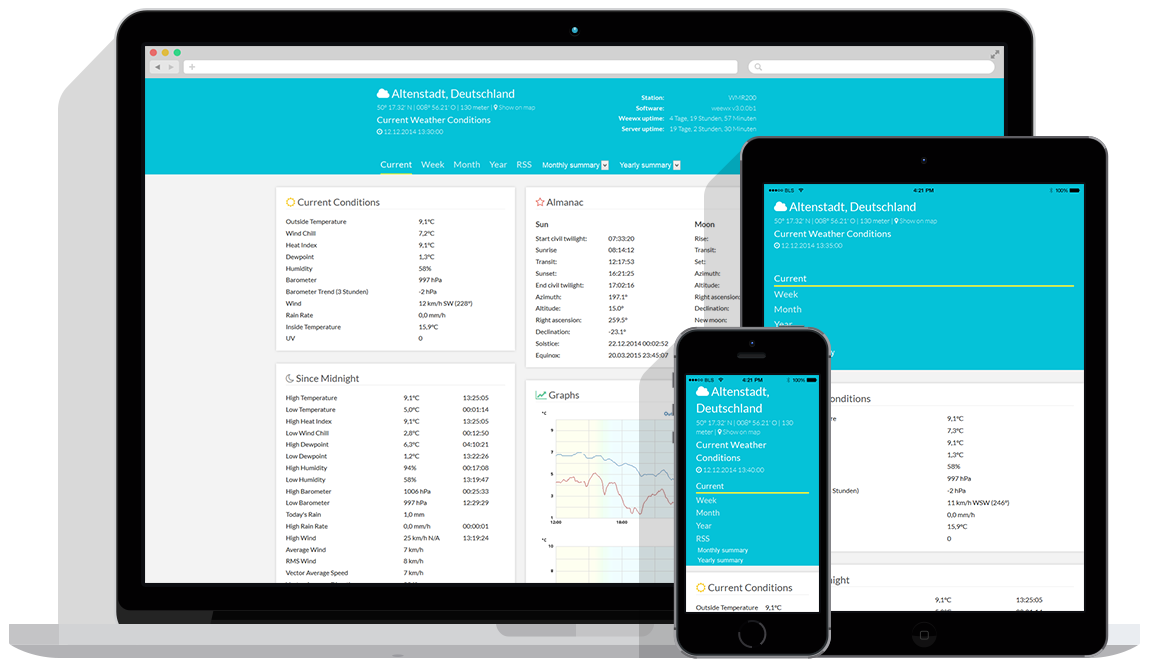 Altenstadt, Deutschland
50° 17.32' N | 008° 56.21' O | 130 meter | Show on map
Current Weather Conditions
12.12.2014 13:30:00
Station: WMR200
Software: weewx v3.0.0b1
Weewx uptime: 4 Tage, 19 Stunden, 57 Minuten
Server uptime: 19 Tage, 2 Stunden, 30 Minuten
Current Week Month Year RSS Monthly summary Yearly summary
Current Conditions
Outside Temperature 9,1°C
Wind Chill 7,2°C
Heat Index 9,1°C
Dewpoint 1,3°C
Humidity 58%
Barometer 997 hPa
Barometer Trend (3 Stunden) -2 hPa
Wind 12 km/h SW (228°)
Rain Rate 0,0 mm/h
Inside Temperature 15,9°C
UV 0
Since Midnight
High Temperature 9,1°C 13:25:05
Low Temperature 5,0°C 00:01:14
High Heat Index 9,1°C 13:25:05
Low Wind Chill 2,8°C 00:12:50
High Dewpoint 6,3°C 04:10:21
Low Dewpoint 1,2°C 13:22:26
High Humidity 94% 00:17:08
Low Humidity 58% 13:19:47
High Barometer 1006 hPa 00:25:33
Low Barometer 997 hPa 12:29:29
Today's Rain 1,0 mm
High Rain Rate 0,0 mm/h 00:00:01
High Wind 25 km/h N/A 13:19:24
Average Wind 7 km/h
RMS Wind 8 km/h
Vector Average Speed 7 km/h
Almanac
Sun
Start civil twilight: 07:33:20
Sunrise 08:14:12
Transit: 12:17:53
Sunset: 16:21:25
End civil twilight: 17:02:16
Azimuth: 197.1°
Altitude: 15.0°
Right ascension: 259.5°
Declination: -23.1°
Solstice: 22.12.2014 00:02:52
Equinox: 20.03.2015 23:45:07
Moon
Rise:
Transit:
Set:
Azimuth:
Altitude:
Right ascension:
Declination:
New moon:
Graphs
°C
9
7
5
3
1
12:00 18:00
°C
10
BLS 4:21 PM 100%
Altenstadt, Deutschland
50° 17.32' N | 008° 56.21' O | 130 meter | Show on map
Current Weather Conditions
12.12.2014 13:35:00
Current
Week
Month
Year
onditions
9,1°C
7,3°C
9,1°C
1,3°C
58%
997 hPa
Stunden) -2 hPa
11 km/h WSW (246°)
0,0 mm/h
15,9°C
0
night
9,1°C 13:25:05
BLS 4:21 PM 100%
Altenstadt,
Deutschland
50° 17.32' N | 008° 56.21' O | 130
meter | Show on map
Current Weather
Conditions
12.12.2014 13:40:00
Current
Week
Month
Year
RSS
Monthly summary
Yearly summary
Current Conditions
Outside Temperature 9,1°C